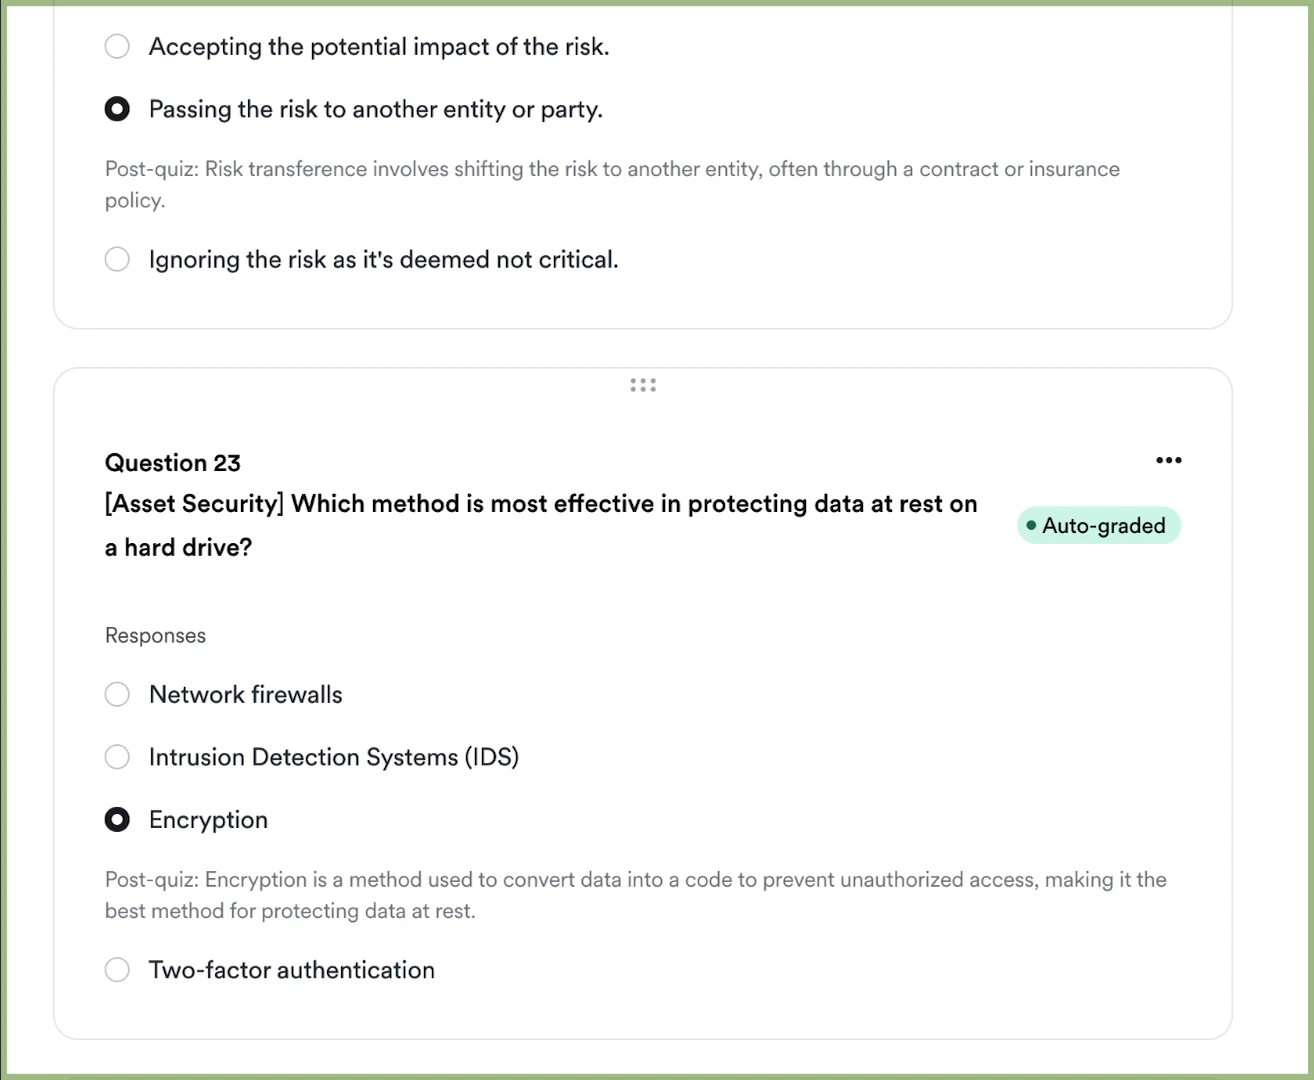 Accepting the potential impact of the risk.
Passing the risk to another entity or party.
Post-quiz: Risk transference involves shifting the risk to another entity, often through a contract or insurance
policy.
Ignoring the risk as it's deemed not critical.
Question 23
[Asset Security] Which method is most effective in protecting data at rest on
a hard drive?
Auto-graded
Responses
Network firewalls
Intrusion Detection Systems (IDS)
Encryption
Post-quiz: Encryption is a method used to convert data into a code to prevent unauthorized access, making it the
best method for protecting data at rest.
Two-factor authentication